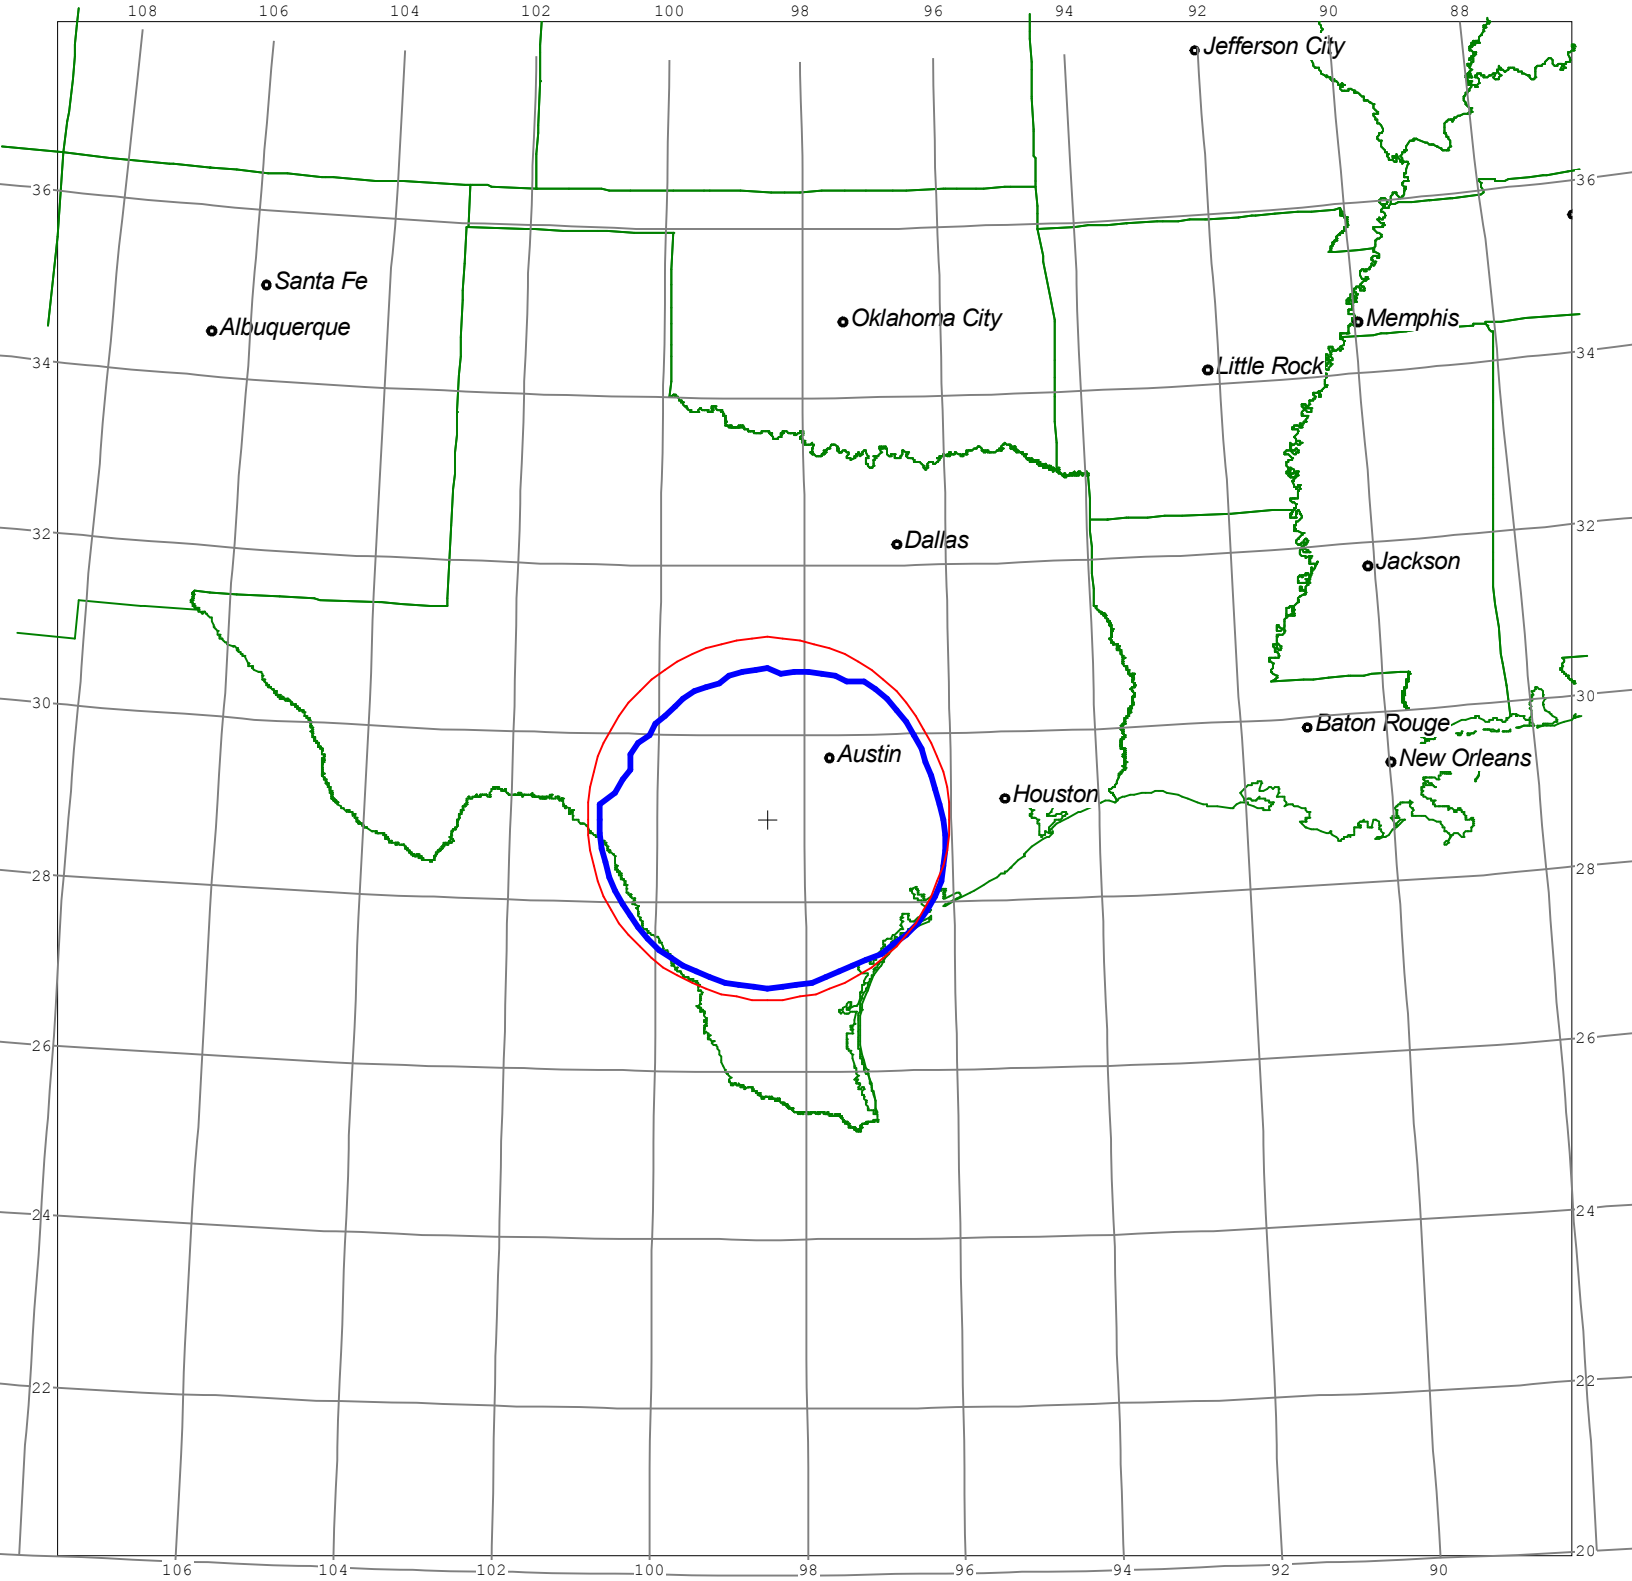 108 106 104 102 100 98 96 94 92 90 88
Jefferson City
36 36
Santa Fe
Albuquerque Oklahoma City Memphis
34 34
Little Rock
32 32
Dallas
Jackson
30 30
Baton Rouge
Austin New Orleans
Houston
28 28
26 26
24 24
22 22
20
106 104 102 100 98 96 94 92 90